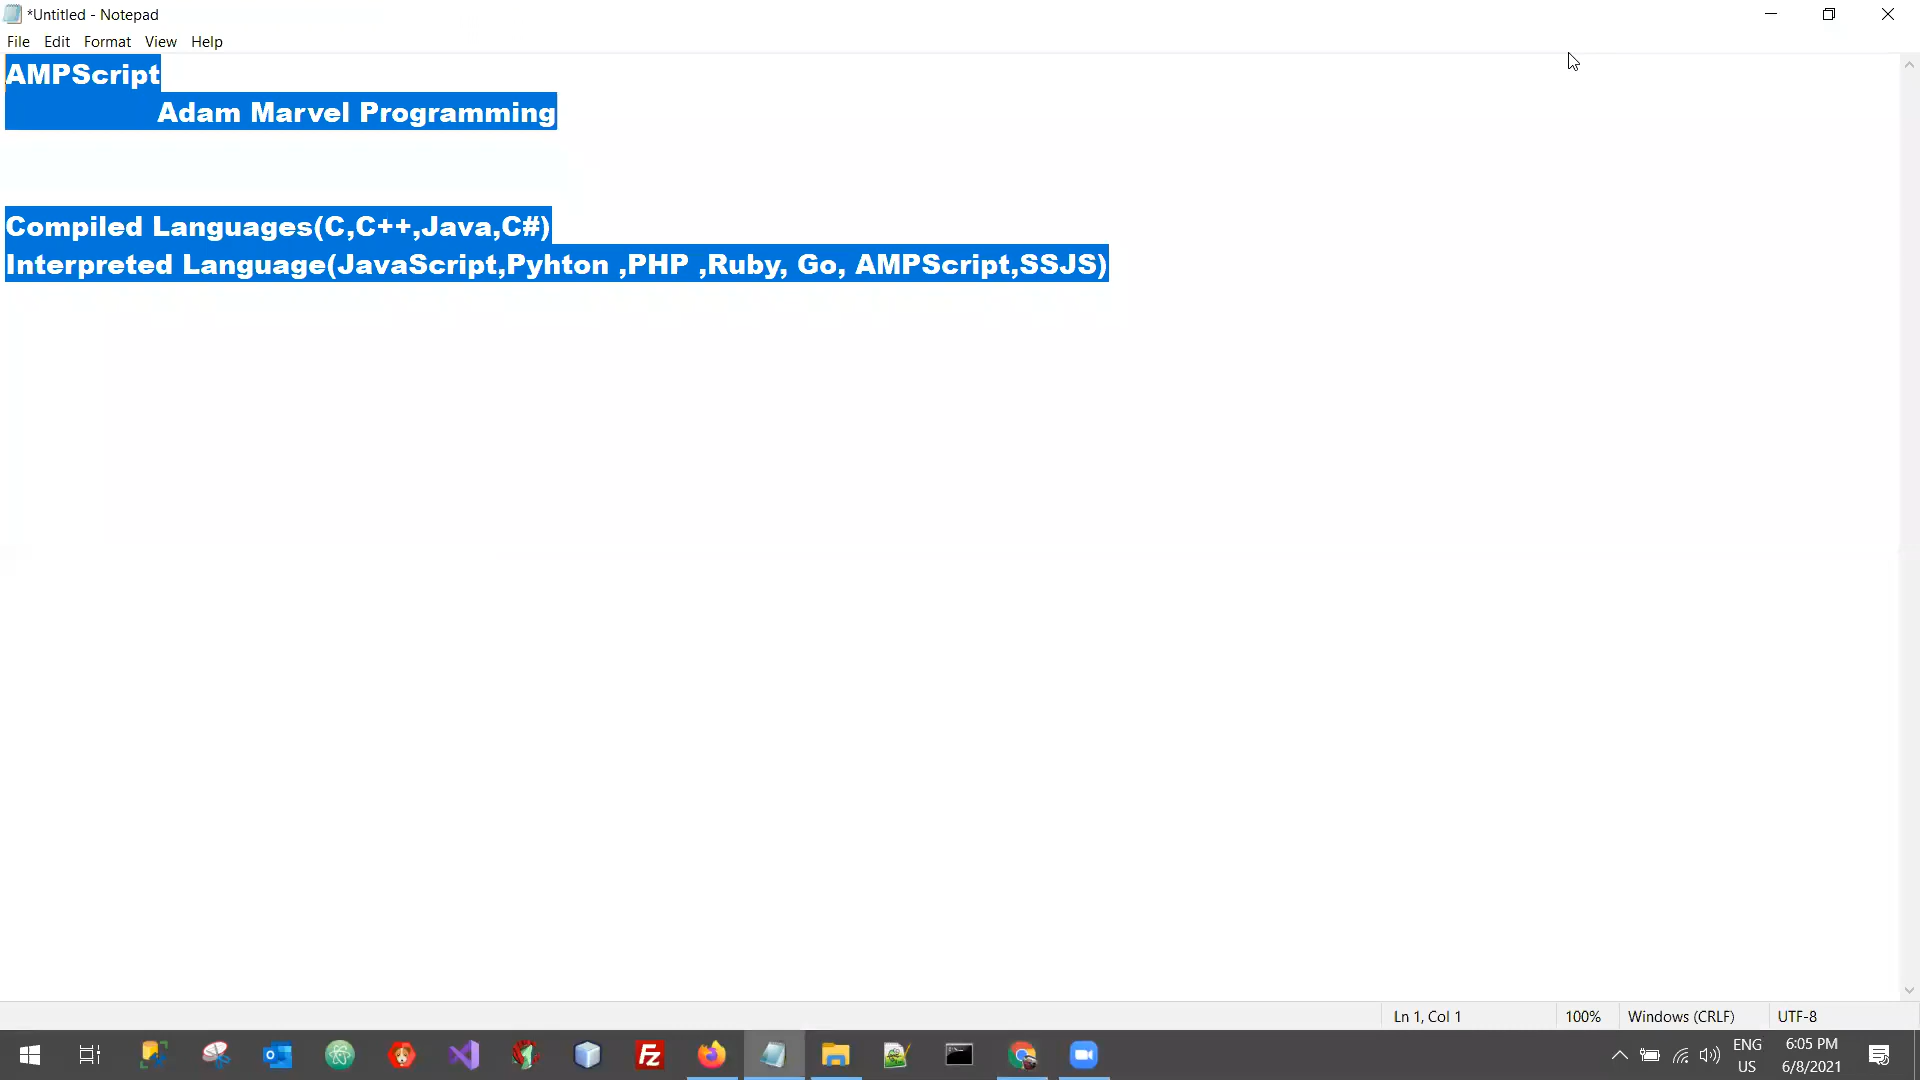 *Untitled - Notepad
File Edit Format View Help
AMPScript
Adam Marvel Programming
Compiled Languages(C,C++,Java,C#)
Interpreted Language(JavaScript,Pyhton ,PHP ,Ruby, Go, AMPScript,SSJS)
Ln 1, Col 1
100%
Windows (CRLF)
UTF-8
Fz
ENG
US
6:05 PM
6/8/2021